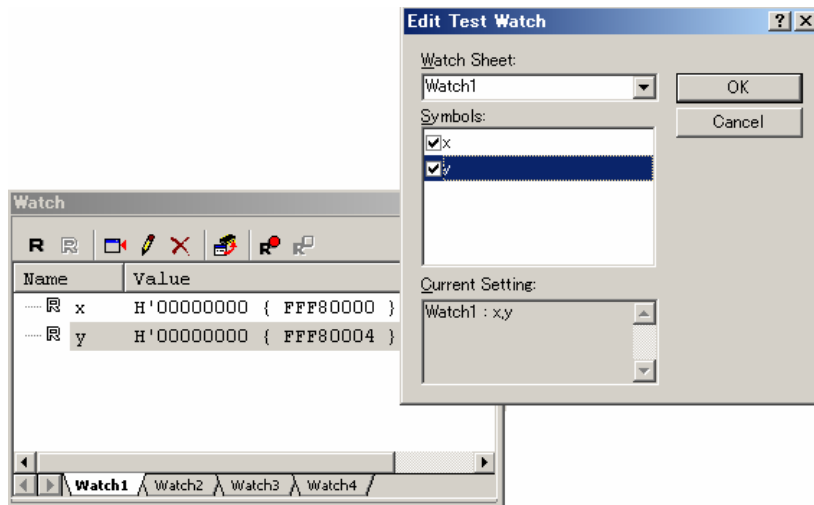 Edit Test Watch
Watch Sheet:
Watch1
OK
Symbols:
Cancel
x
y
Current Setting:
Watch1 : x,y
Watch
R R R R
Name Value
R x H'00000000 { FFF80000 }
R y H'00000000 { FFF80004 }
Watch1 Watch2 Watch3 Watch4